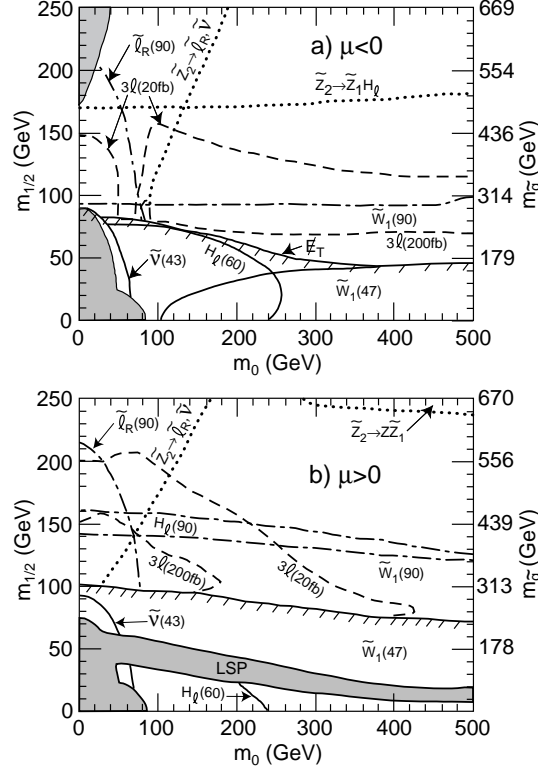 250
200
150
100
50
0
m1/2 (GeV)
669
554
436
314
179
mg̃ (GeV)
a) μ<0
ℓ̃R(90)
3ℓ(20fb)
Z̃2→ℓ̃R, ν̃
Z̃2→Z̃1Hℓ
W̃1(90)
3ℓ(200fb)
E̸T
ν̃(43)
Hℓ(60)
W̃1(47)
0 100 200 300 400 500
m0 (GeV)
250
200
150
100
50
0
m1/2 (GeV)
670
556
439
313
178
mg̃ (GeV)
b) μ>0
ℓ̃R(90)
Z̃2→ℓ̃R, ν̃
Z̃2→ZZ̃1
Hℓ(90)
3ℓ(200fb)
3ℓ(20fb)
W̃1(90)
ν̃(43)
W̃1(47)
LSP
Hℓ(60)
0 100 200 300 400 500
m0 (GeV)